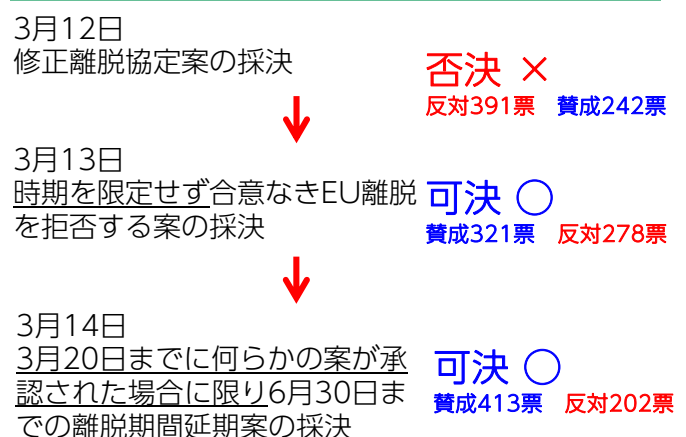 3月12日
修正離脱協定案の採決
否決 ×
反対391票 賛成242票
3月13日
時期を限定せず合意なきEU離脱
を拒否する案の採決
可決 ○
賛成321票 反対278票
3月14日
3月20日までに何らかの案が承
認された場合に限り6月30日ま
での離脱期間延期案の採決
可決 ○
賛成413票 反対202票